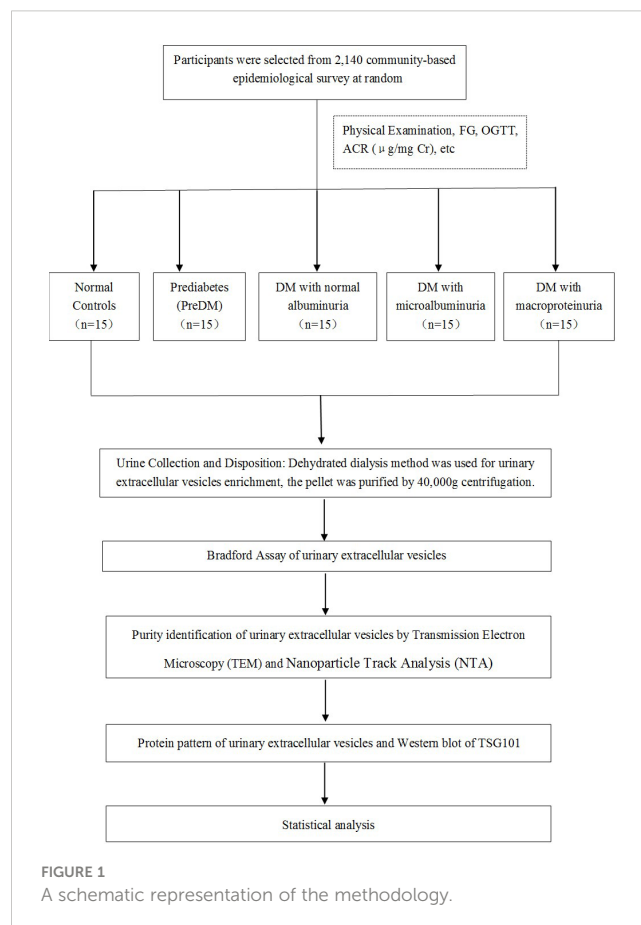 Participants were selected from 2,140 community-based
epidemiological survey at random
Physical Examination, FG, OGTT,
ACR (μg/mg Cr), etc
Normal
Controls
（n=15）
Prediabetes
(PreDM)
（n=15）
DM with normal
albuminuria
（n=15）
DM with
microalbuminuria
（n=15）
DM with
macroproteinuria
（n=15）
Urine Collection and Disposition: Dehydrated dialysis method was used for urinary
extracellular vesicles enrichment, the pellet was purified by 40,000g centrifugation.
Bradford Assay of urinary extracellular vesicles
Purity identification of urinary extracellular vesicles by Transmission Electron
Microscopy (TEM) and Nanoparticle Track Analysis (NTA)
Protein pattern of urinary extracellular vesicles and Western blot of TSG101
Statistical analysis
FIGURE 1
A schematic representation of the methodology.